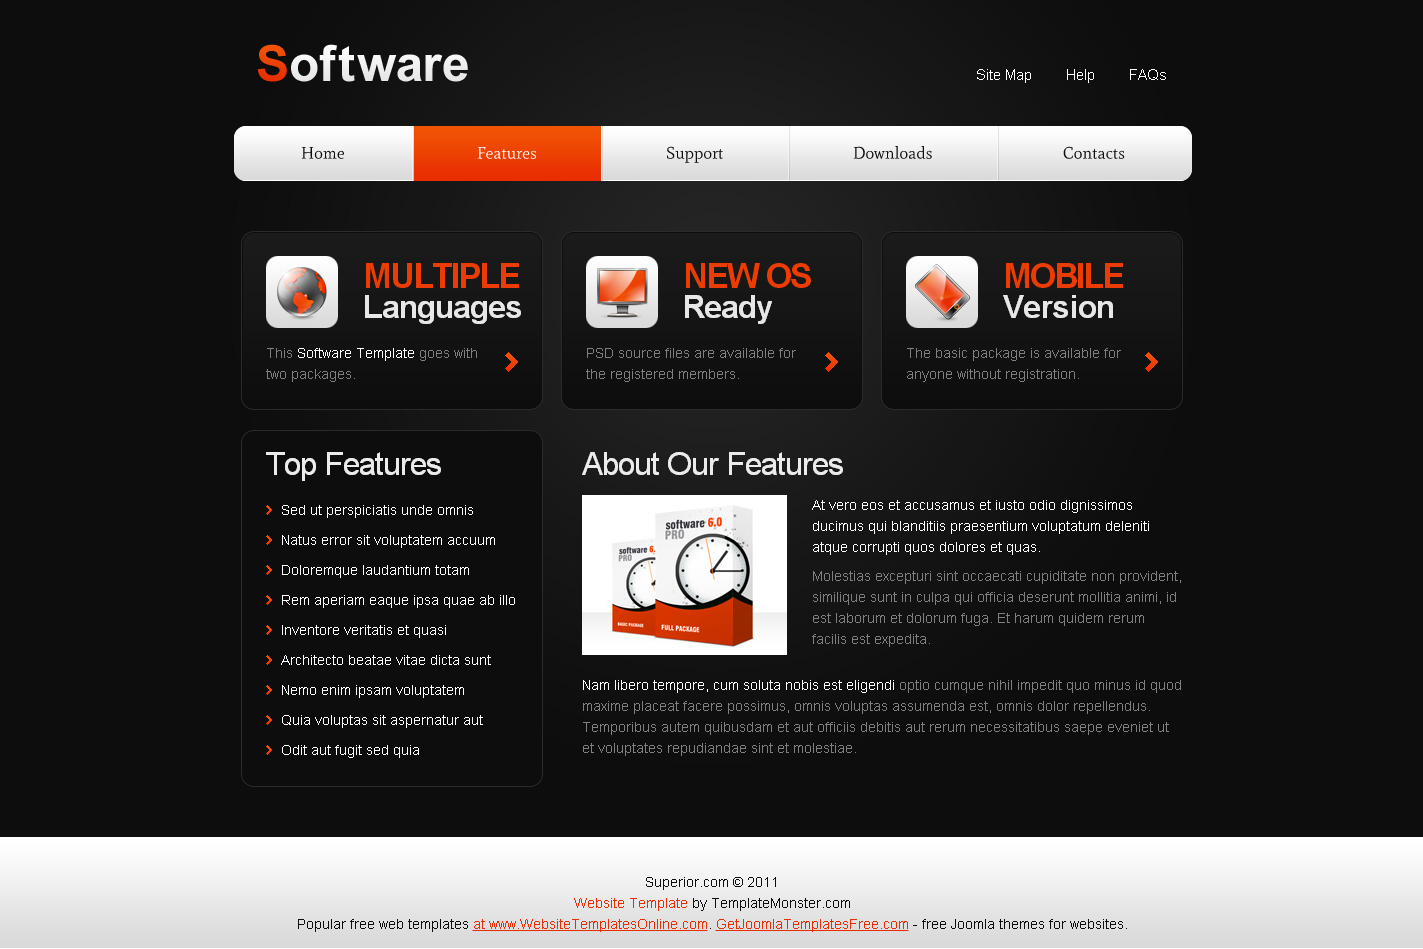 Software
Site Map Help FAQs
Home Features Support Downloads Contacts
MULTIPLE
Languages
This Software Template goes with
two packages.
NEW OS
Ready
PSD source files are available for
the registered members.
MOBILE
Version
The basic package is available for
anyone without registration.
Top Features
Sed ut perspiciatis unde omnis
Natus error sit voluptatem accuum
Doloremque laudantium totam
Rem aperiam eaque ipsa quae ab illo
Inventore veritatis et quasi
Architecto beatae vitae dicta sunt
Nemo enim ipsam voluptatem
Quia voluptas sit aspernatur aut
Odit aut fugit sed quia
About Our Features
software 6,0
PRO
software 6,
PRO
BASIC PACKAGE
FULL PACKAGE
At vero eos et accusamus et iusto odio dignissimos
ducimus qui blanditiis praesentium voluptatum deleniti
atque corrupti quos dolores et quas.
Molestias excepturi sint occaecati cupiditate non provident,
similique sunt in culpa qui officia deserunt mollitia animi, id
est laborum et dolorum fuga. Et harum quidem rerum
facilis est expedita.
Nam libero tempore, cum soluta nobis est eligendi optio cumque nihil impedit quo minus id quod
maxime placeat facere possimus, omnis voluptas assumenda est, omnis dolor repellendus.
Temporibus autem quibusdam et aut officiis debitis aut rerum necessitatibus saepe eveniet ut
et voluptates repudiandae sint et molestiae.
Superior.com © 2011
Website Template by TemplateMonster.com
Popular free web templates at www.WebsiteTemplatesOnline.com. GetJoomlaTemplatesFree.com - free Joomla themes for websites.